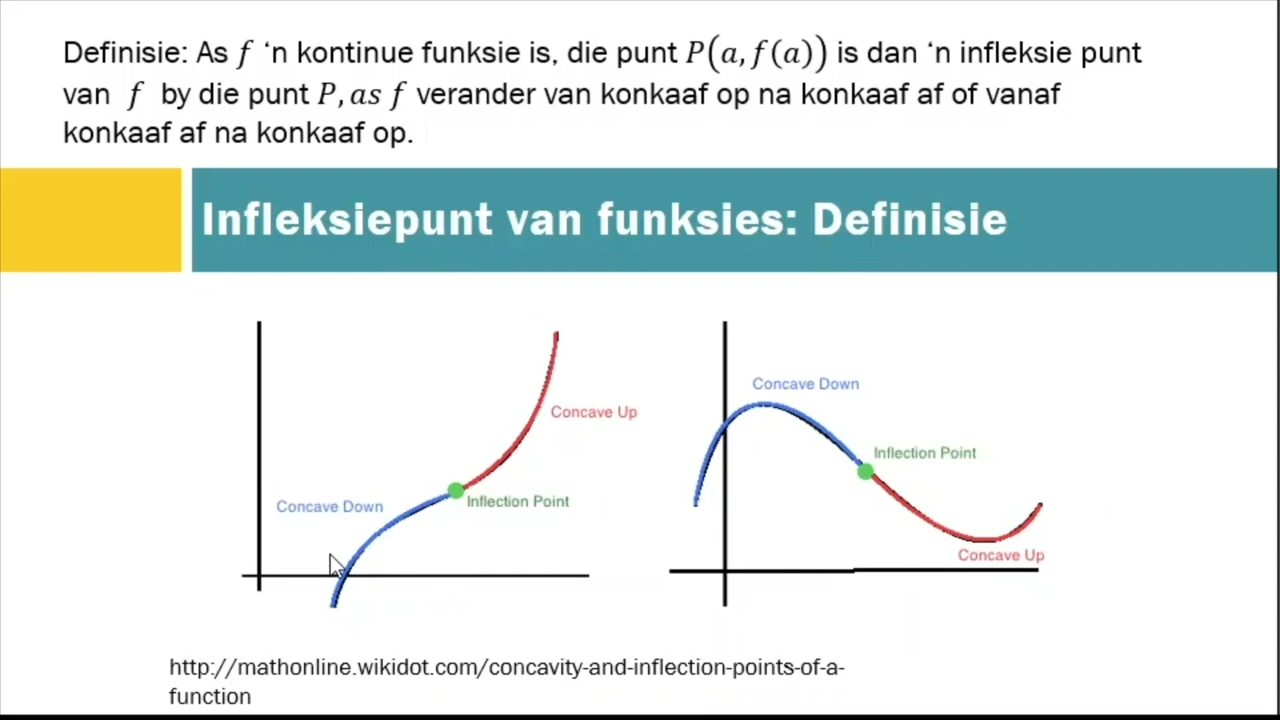 Definisie: As f ‘n kontinue funksie is, die punt P(a, f(a)) is dan ‘n infleksie punt
van f by die punt P, as f verander van konkaaf op na konkaaf af of vanaf
konkaaf af na konkaaf op.
Infleksiepunt van funksies: Definisie
Concave Up
Concave Down
Inflection Point
Concave Down
Inflection Point
Concave Up
http://mathonline.wikidot.com/concavity-and-inflection-points-of-a-
function